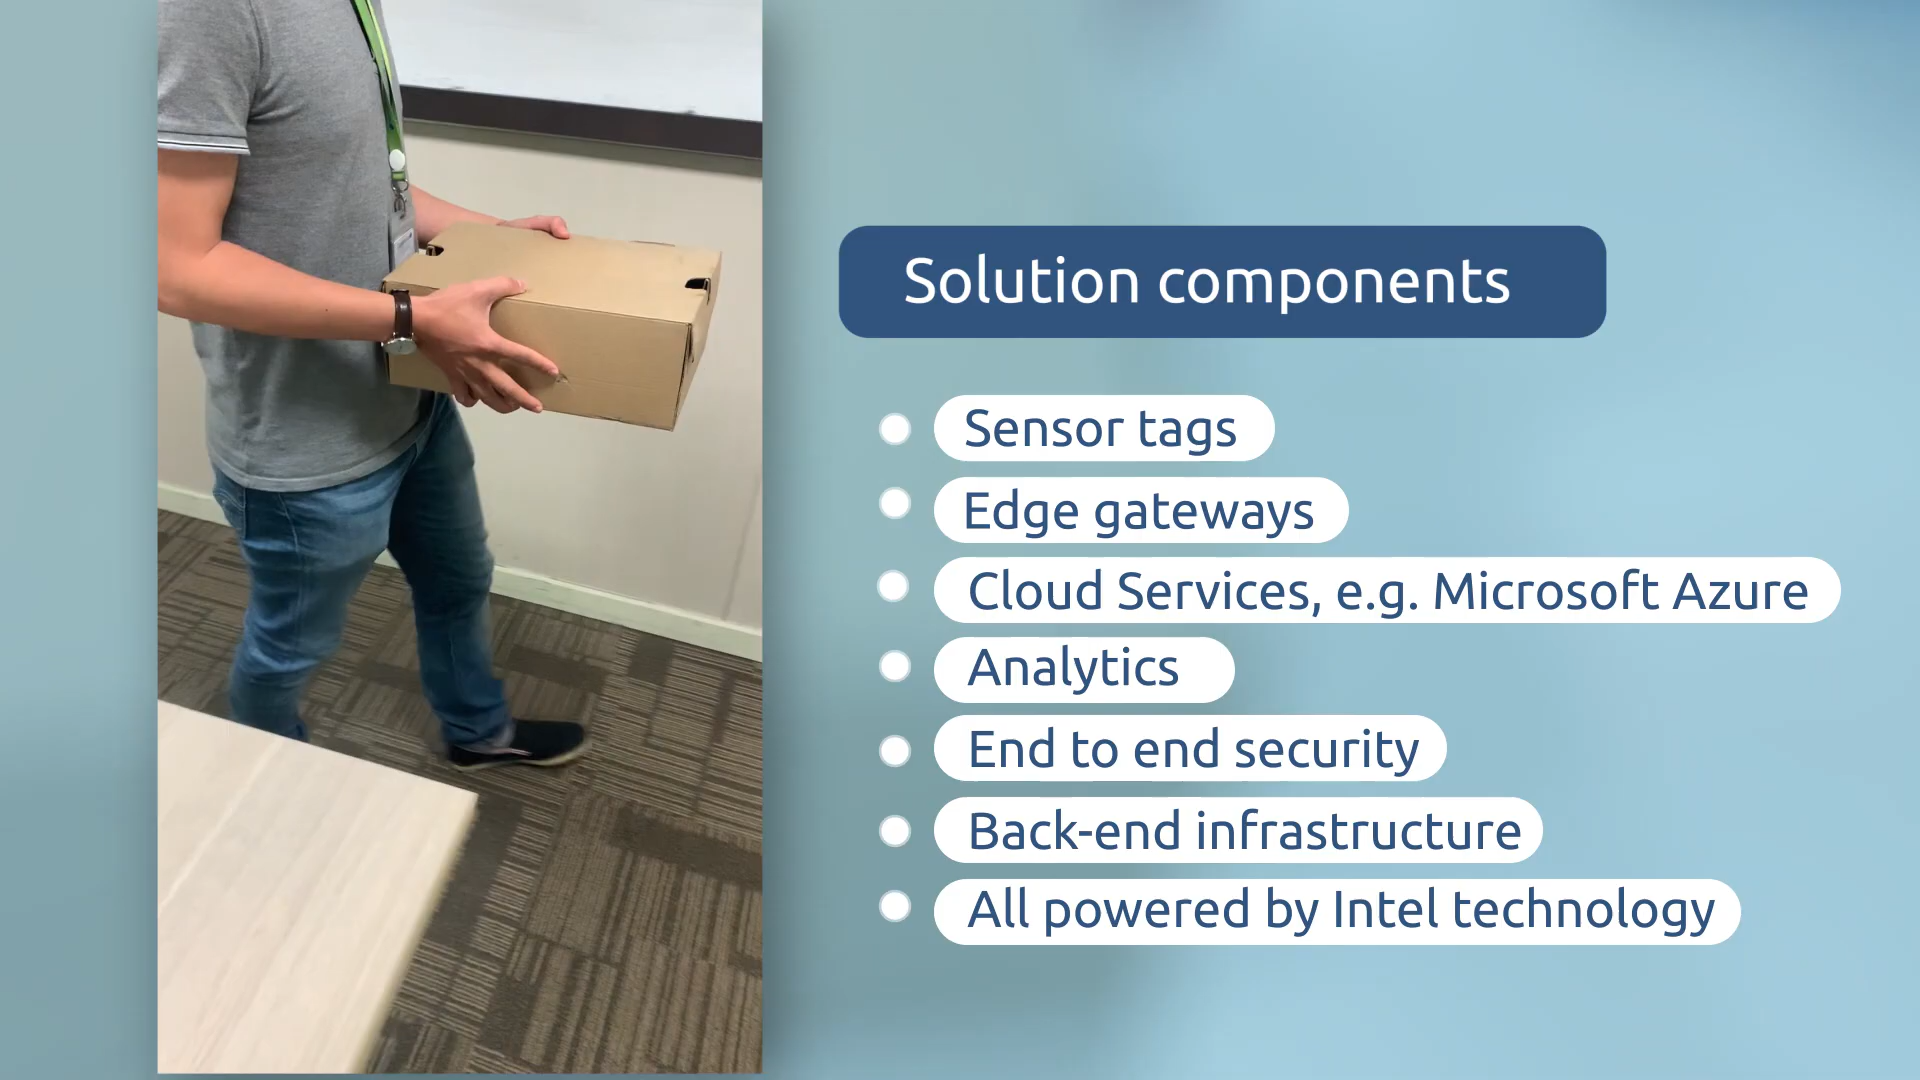 Solution components
Sensor tags
Edge gateways
Cloud Services, e.g. Microsoft Azure
Analytics
End to end security
Back-end infrastructure
All powered by Intel technology